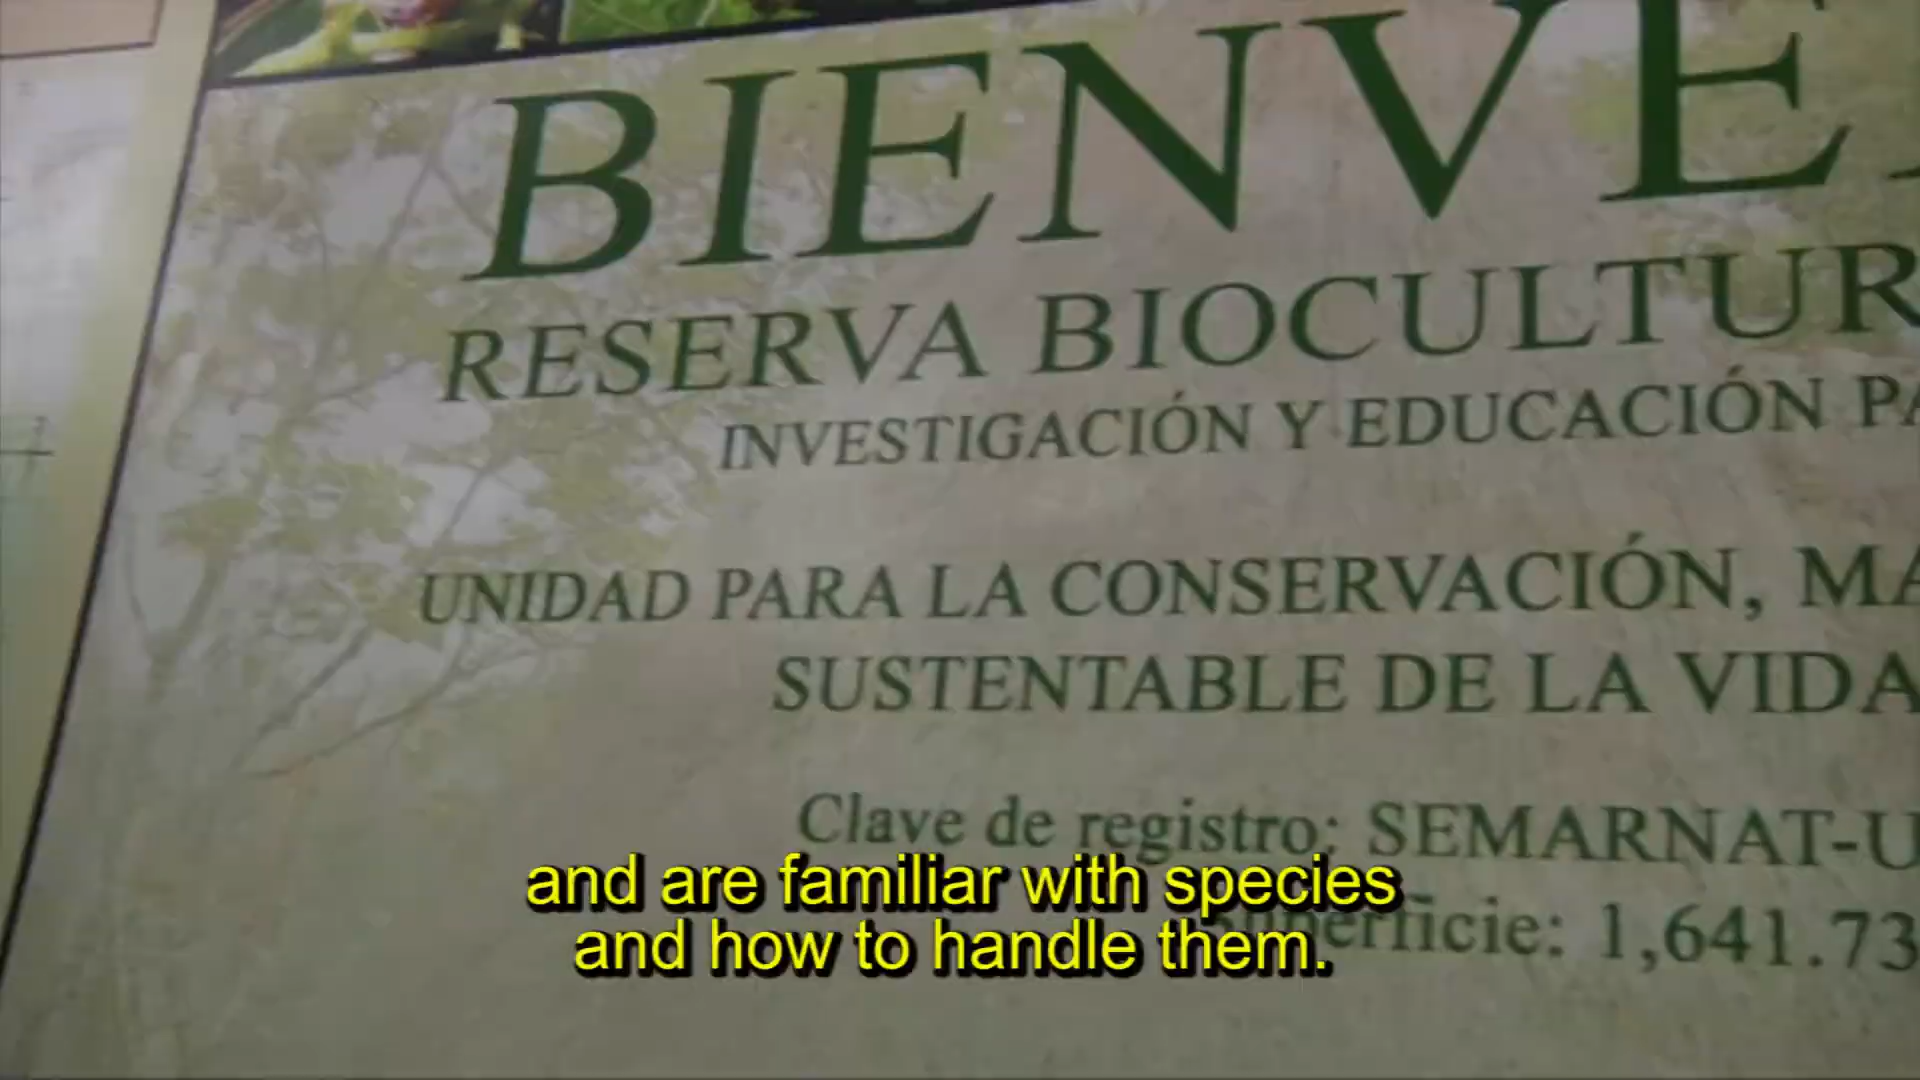 BIENVE
RESERVA BIOCULTUR
INVESTIGACIÓN Y EDUCACIÓN PA
UNIDAD PARA LA CONSERVACIÓN, MA
SUSTENTABLE DE LA VIDA
Clave de registro: SEMARNAT-U
and are familiar with species
Superficie: 1,641.73
and how to handle them.